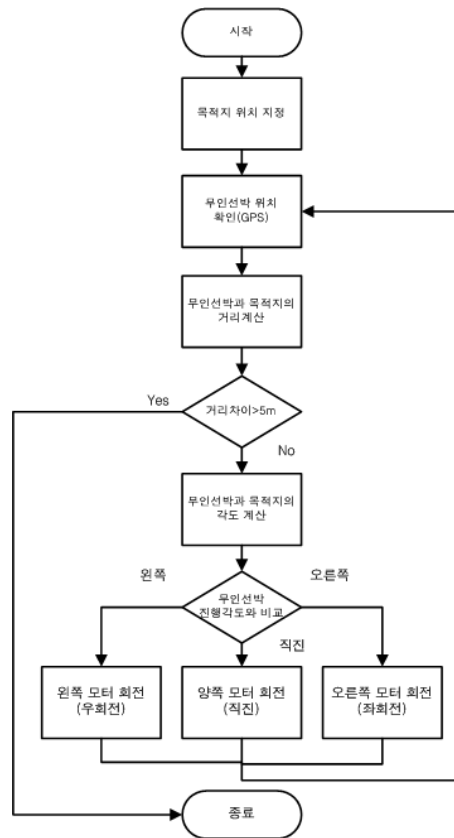 시작
목적지 위치 지정
무인선박 위치
확인(GPS)
무인선박과 목적지의
거리계산
Yes
거리차이>5m
No
무인선박과 목적지의
각도 계산
왼쪽
오른쪽
무인선박
진행각도와 비교
직진
왼쪽 모터 회전
(우회전)
양쪽 모터 회전
(직진)
오른쪽 모터 회전
(좌회전)
종료